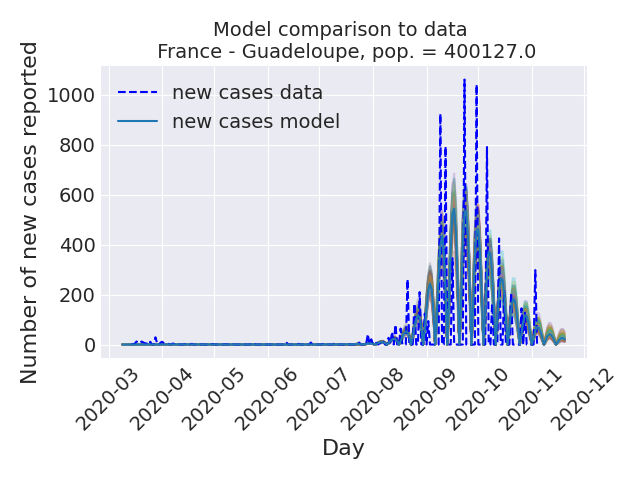 Model comparison to data
France - Guadeloupe, pop. = 400127.0
Number of new cases reported
1000
800
600
400
200
0
new cases data
new cases model
2020-03
2020-04
2020-05
2020-06
2020-07
2020-08
2020-09
2020-10
2020-11
2020-12
Day